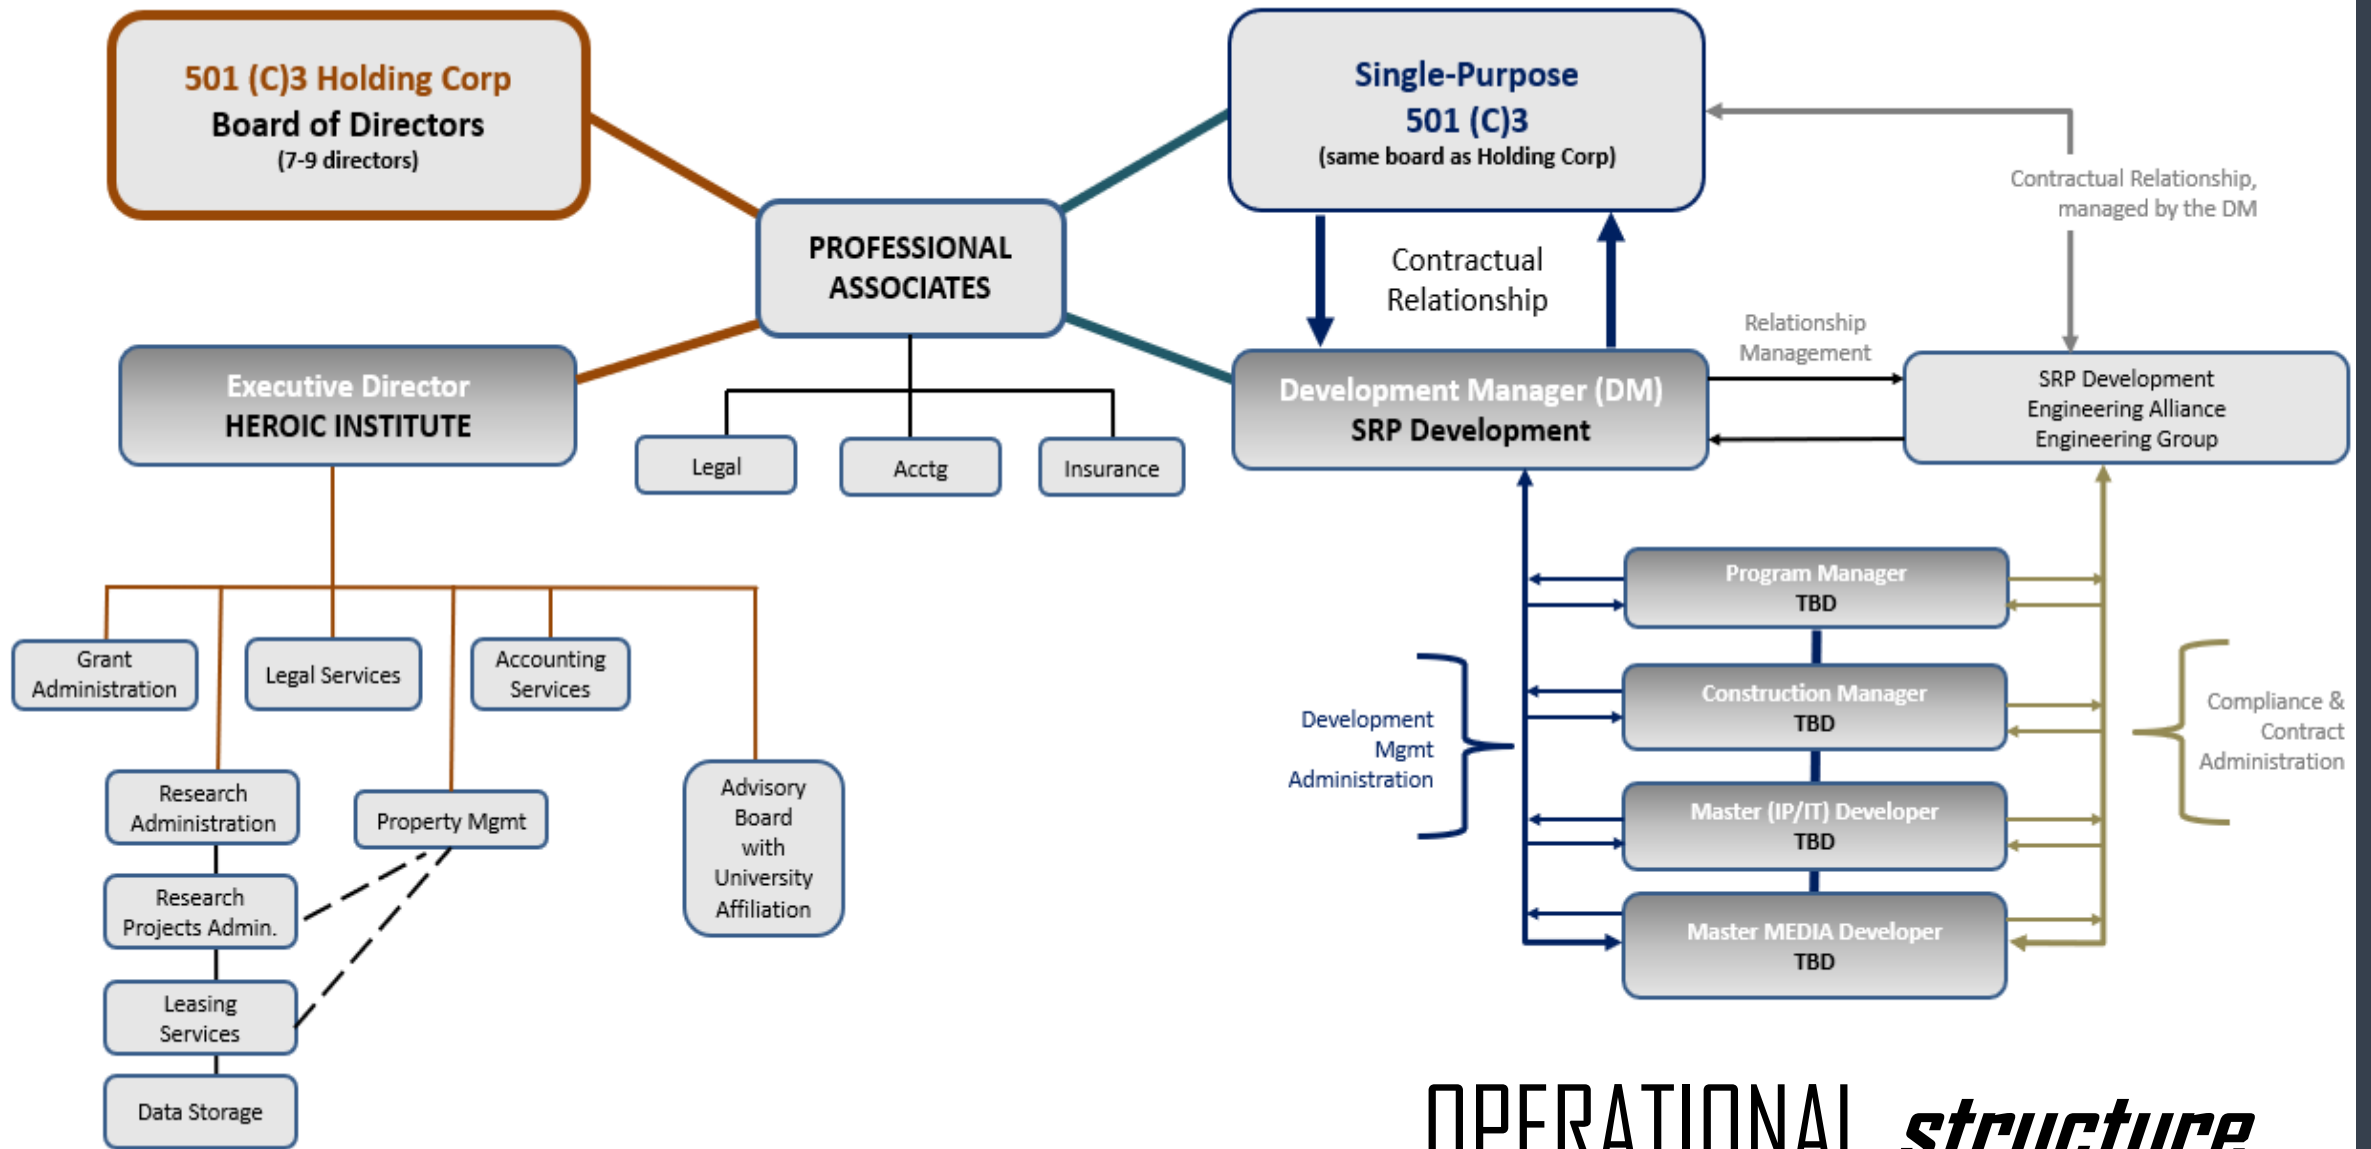 501 (C)3 Holding Corp
Board of Directors
(7-9 directors)
Single-Purpose
501 (C)3
(same board as Holding Corp)
Contractual Relationship,
managed by the DM
PROFESSIONAL
ASSOCIATES
Contractual
Relationship
Relationship
Management
Executive Director
HEROIC INSTITUTE
Development Manager (DM)
SRP Development
SRP Development
Engineering Alliance
Engineering Group
Legal
Acctg
Insurance
Grant
Administration
Legal Services
Accounting
Services
Research
Administration
Property Mgmt
Advisory
Board
with
University
Affiliation
Research
Projects Admin.
Leasing
Services
Data Storage
Program Manager
TBD
Construction Manager
TBD
Master (IP/IT) Developer
TBD
Master MEDIA Developer
TBD
Development
Mgmt
Administration
Compliance &
Contract
Administration
OPERATIONAL structure